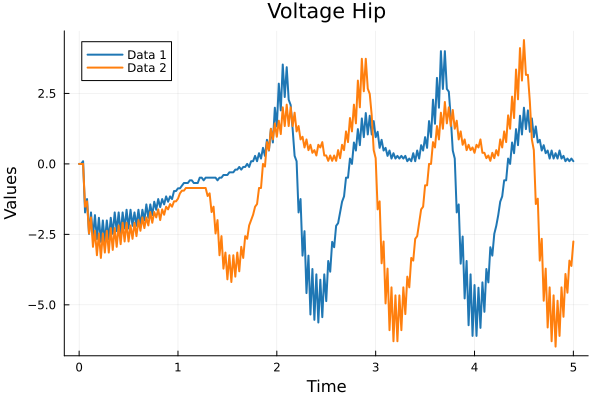 Voltage Hip
Data 1
Data 2
Values
2.5
0.0
−2.5
−5.0
0 1 2 3 4 5
Time